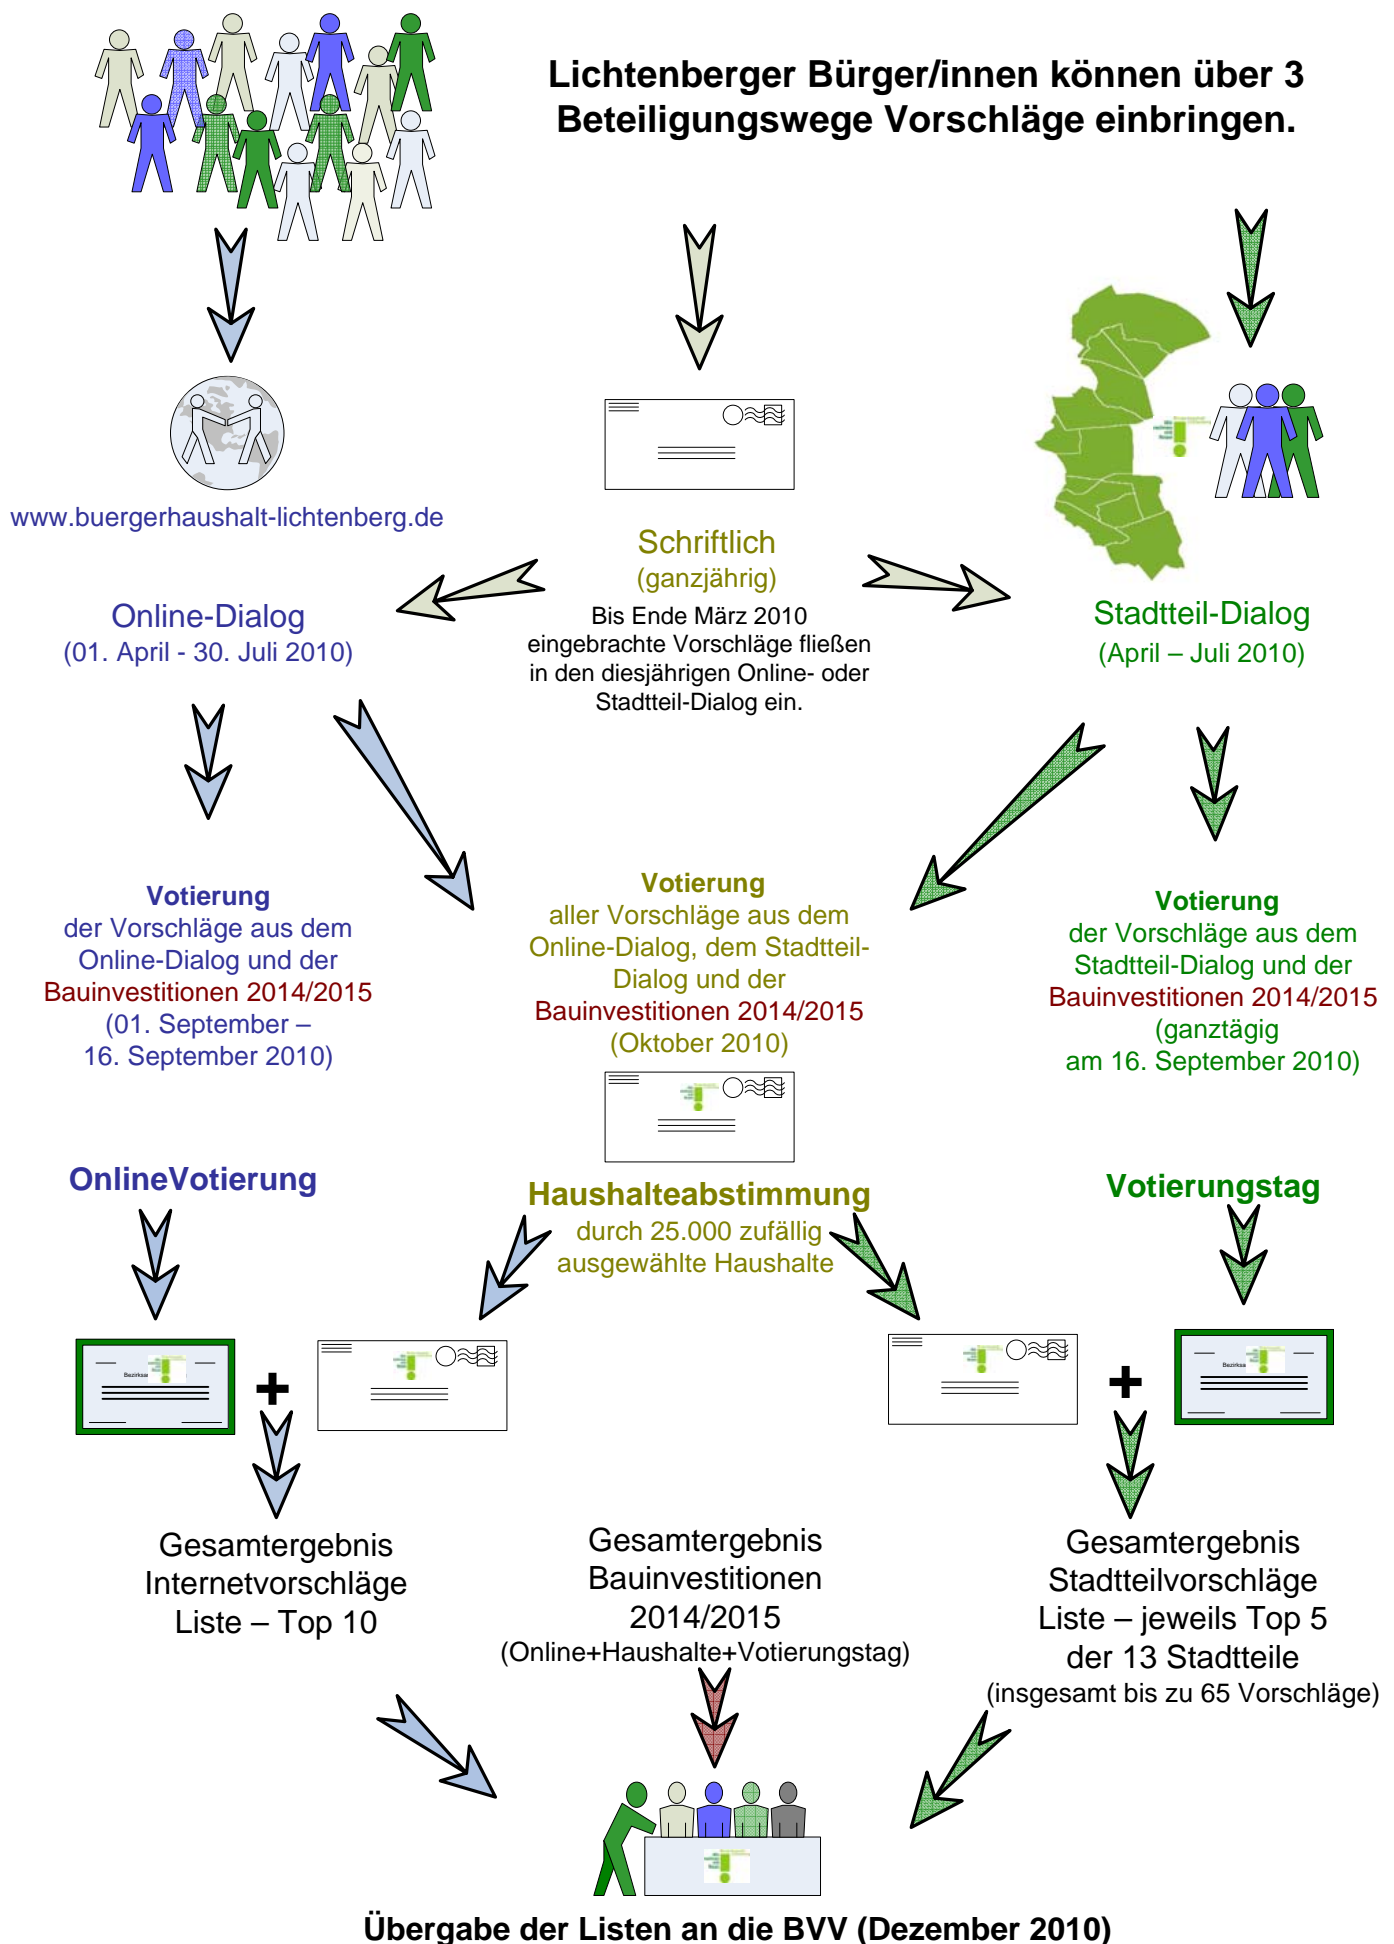 Lichtenberger Bürger/innen können über 3
Beteiligungswege Vorschläge einbringen.
www.buergerhaushalt-lichtenberg.de
Online-Dialog
(01. April - 30. Juli 2010)
Schriftlich
(ganzjährig)
Bis Ende März 2010
eingebrachte Vorschläge fließen
in den diesjährigen Online- oder
Stadtteil-Dialog ein.
Stadtteil-Dialog
(April – Juli 2010)
Votierung
der Vorschläge aus dem
Online-Dialog und der
Bauinvestitionen 2014/2015
(01. September –
16. September 2010)
Votierung
aller Vorschläge aus dem
Online-Dialog, dem Stadtteil-
Dialog und der
Bauinvestitionen 2014/2015
(Oktober 2010)
Votierung
der Vorschläge aus dem
Stadtteil-Dialog und der
Bauinvestitionen 2014/2015
(ganztägig
am 16. September 2010)
OnlineVotierung
Haushalteabstimmung
durch 25.000 zufällig
ausgewählte Haushalte
Votierungstag
+
+
Gesamtergebnis
Internetvorschläge
Liste – Top 10
Gesamtergebnis
Bauinvestitionen
2014/2015
(Online+Haushalte+Votierungstag)
Gesamtergebnis
Stadtteilvorschläge
Liste – jeweils Top 5
der 13 Stadtteile
(insgesamt bis zu 65 Vorschläge)
Übergabe der Listen an die BVV (Dezember 2010)